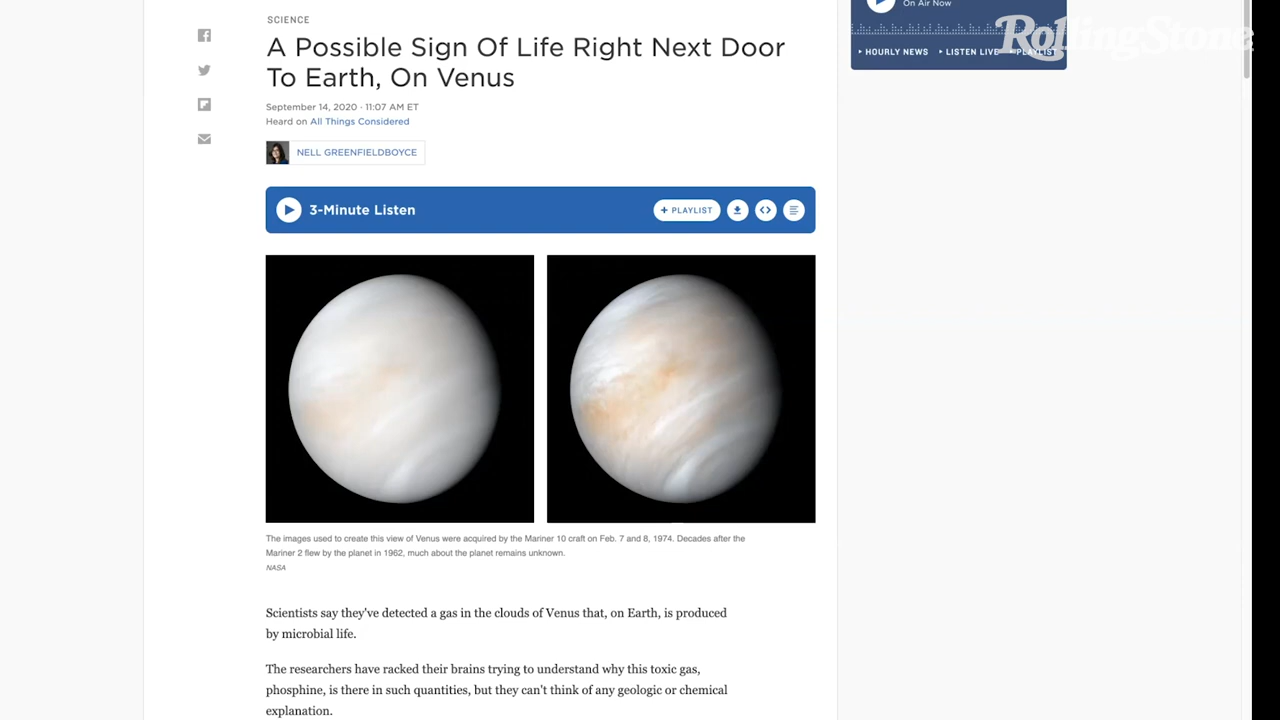 On Air Now
RollingStone
HOURLY NEWS LISTEN LIVE PLAYLIST
SCIENCE
A Possible Sign Of Life Right Next Door
To Earth, On Venus
September 14, 2020 · 11:07 AM ET
Heard on All Things Considered
NELL GREENFIELDBOYCE
3-Minute Listen
+ PLAYLIST
The images used to create this view of Venus were acquired by the Mariner 10 craft on Feb. 7 and 8, 1974. Decades after the
Mariner 2 flew by the planet in 1962, much about the planet remains unknown.
NASA
Scientists say they've detected a gas in the clouds of Venus that, on Earth, is produced
by microbial life.
The researchers have racked their brains trying to understand why this toxic gas,
phosphine, is there in such quantities, but they can't think of any geologic or chemical
explanation.